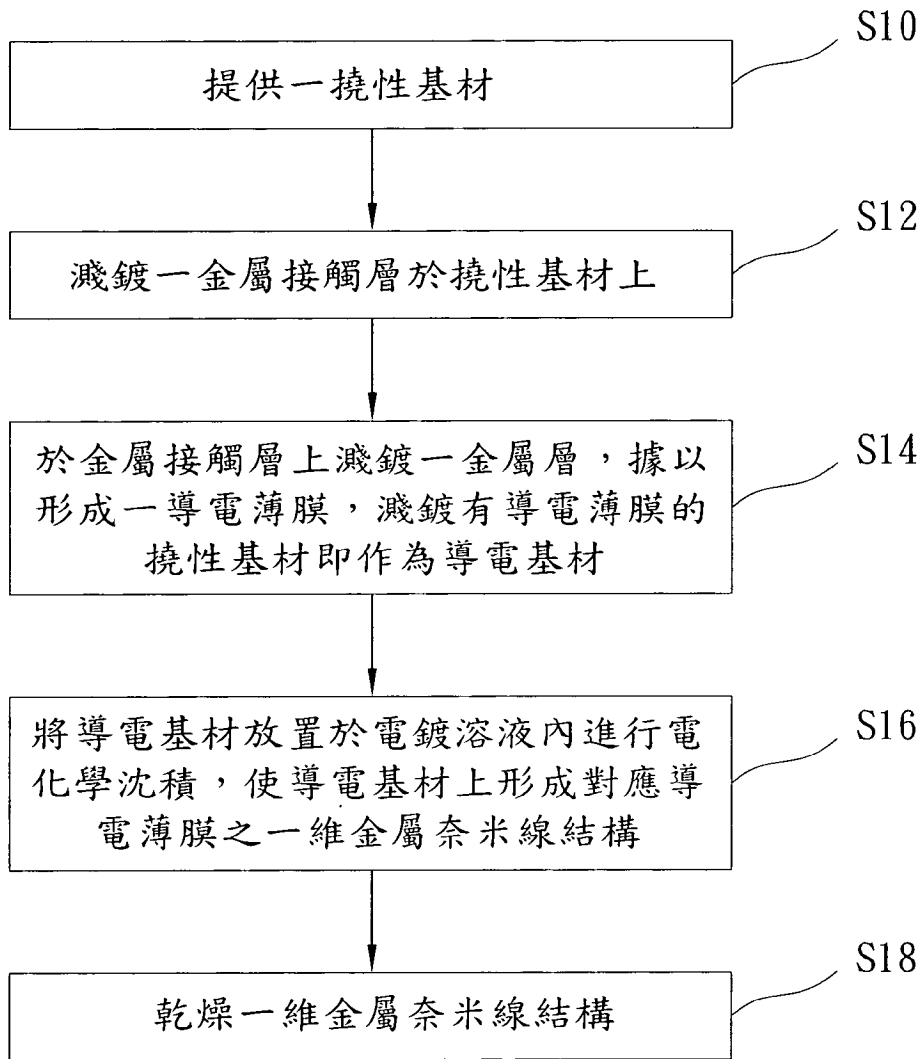 S10
提供一撓性基材
S12
濺鍍一金屬接觸層於撓性基材上
S14
於金屬接觸層上濺鍍一金屬層，據以
形成一導電薄膜，濺鍍有導電薄膜的
撓性基材即作為導電基材
S16
將導電基材放置於電鍍溶液內進行電
化學沈積，使導電基材上形成對應導
電薄膜之一維金屬奈米線結構
S18
乾燥一維金屬奈米線結構